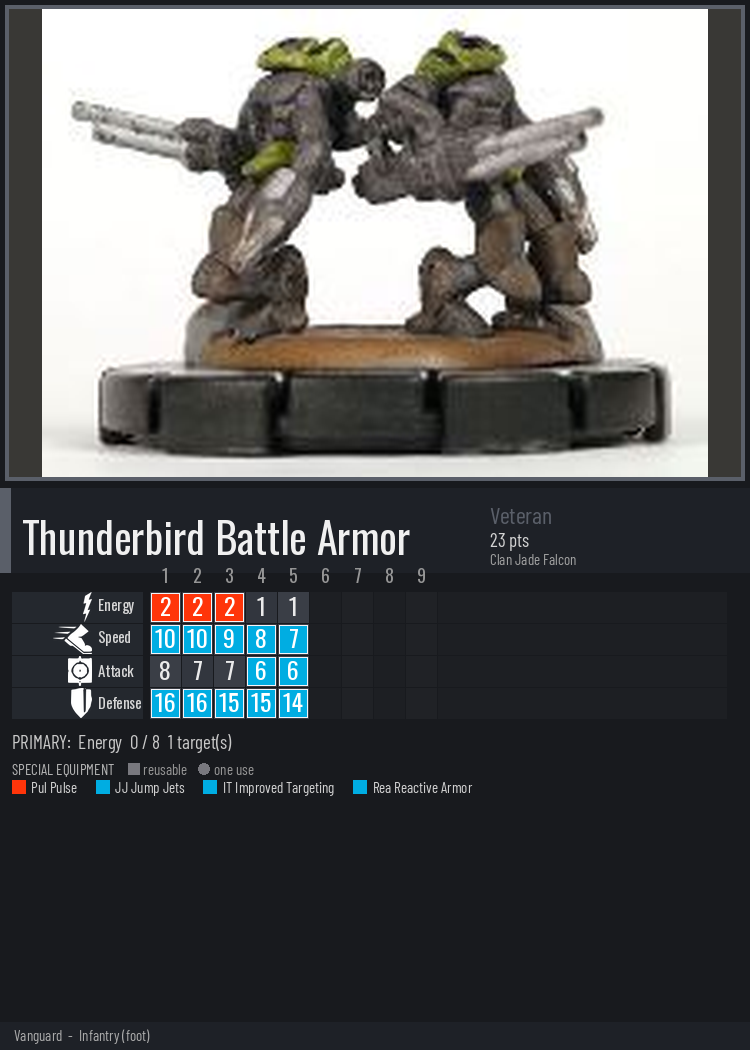 Thunderbird Battle Armor
Veteran
23 pts
Clan Jade Falcon
1 2 3 4 5 6 7 8 9
Energy 2 2 2 1 1
Speed 10 10 9 8 7
Attack 8 7 7 6 6
Defense 16 16 15 15 14
PRIMARY: Energy 0 / 8 1 target(s)
SPECIAL EQUIPMENT reusable one use
Pul Pulse JJ Jump Jets IT Improved Targeting Rea Reactive Armor
Vanguard - Infantry (foot)